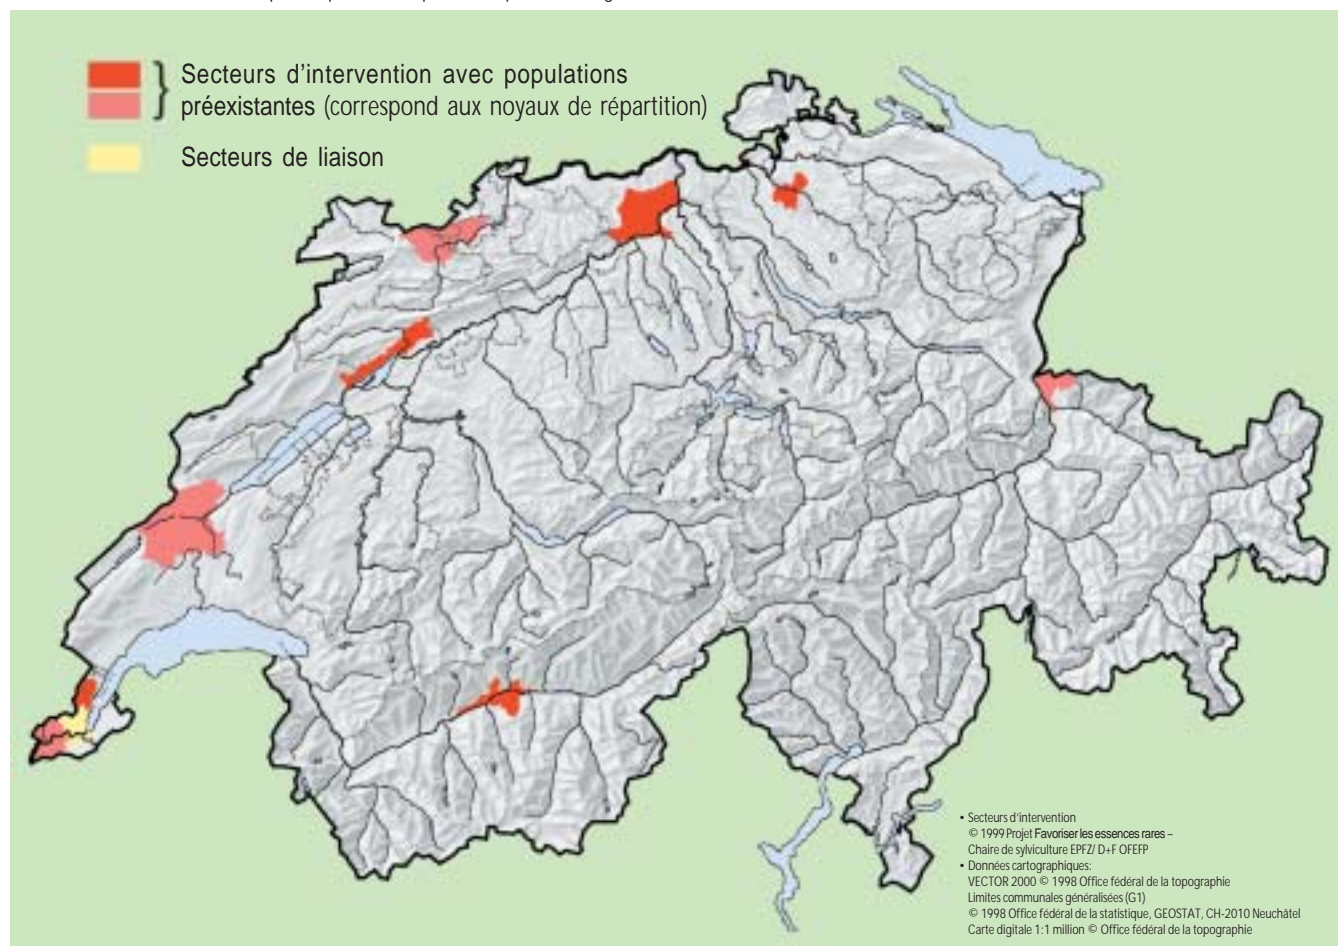 Secteurs d'intervention avec populations
préexistantes (correspond aux noyaux de répartition)
Secteurs de liaison
• Secteurs d'intervention
© 1999 Projet Favoriser les essences rares –
Chaire de sylviculture EPFZ/ D+F OFEFP
• Données cartographiques:
VECTOR 2000 © 1998 Office fédéral de la topographie
Limites communales généralisées (G1)
© 1998 Office fédéral de la statistique, GEOSTAT, CH-2010 Neuchâtel
Carte digitale 1:1 million © Office fédéral de la topographie